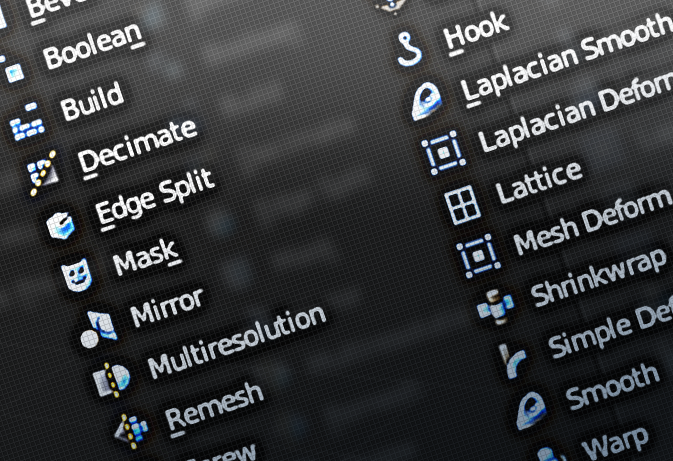 Boolean
Build
Decimate
Edge Split
Mask
Mirror
Multiresolution
Remesh
Hook
Laplacian Smooth
Laplacian
Lattice
Mesh Deform
Shrinkwrap
Simple
Smooth
Warp